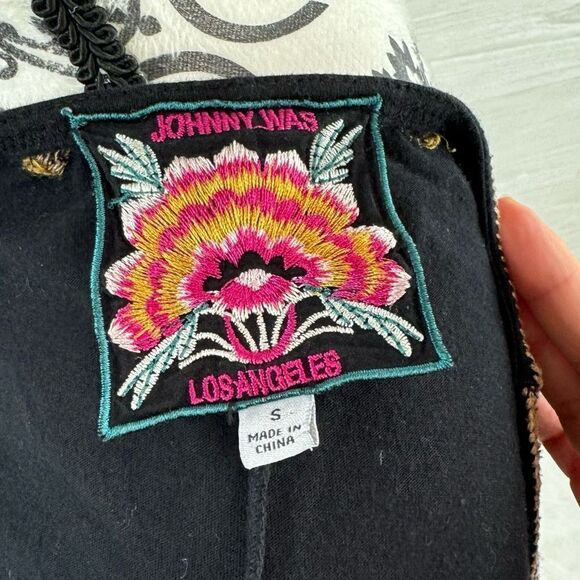 JOHNNY WAS
LOS ANGELES
S
MADE IN
CHINA